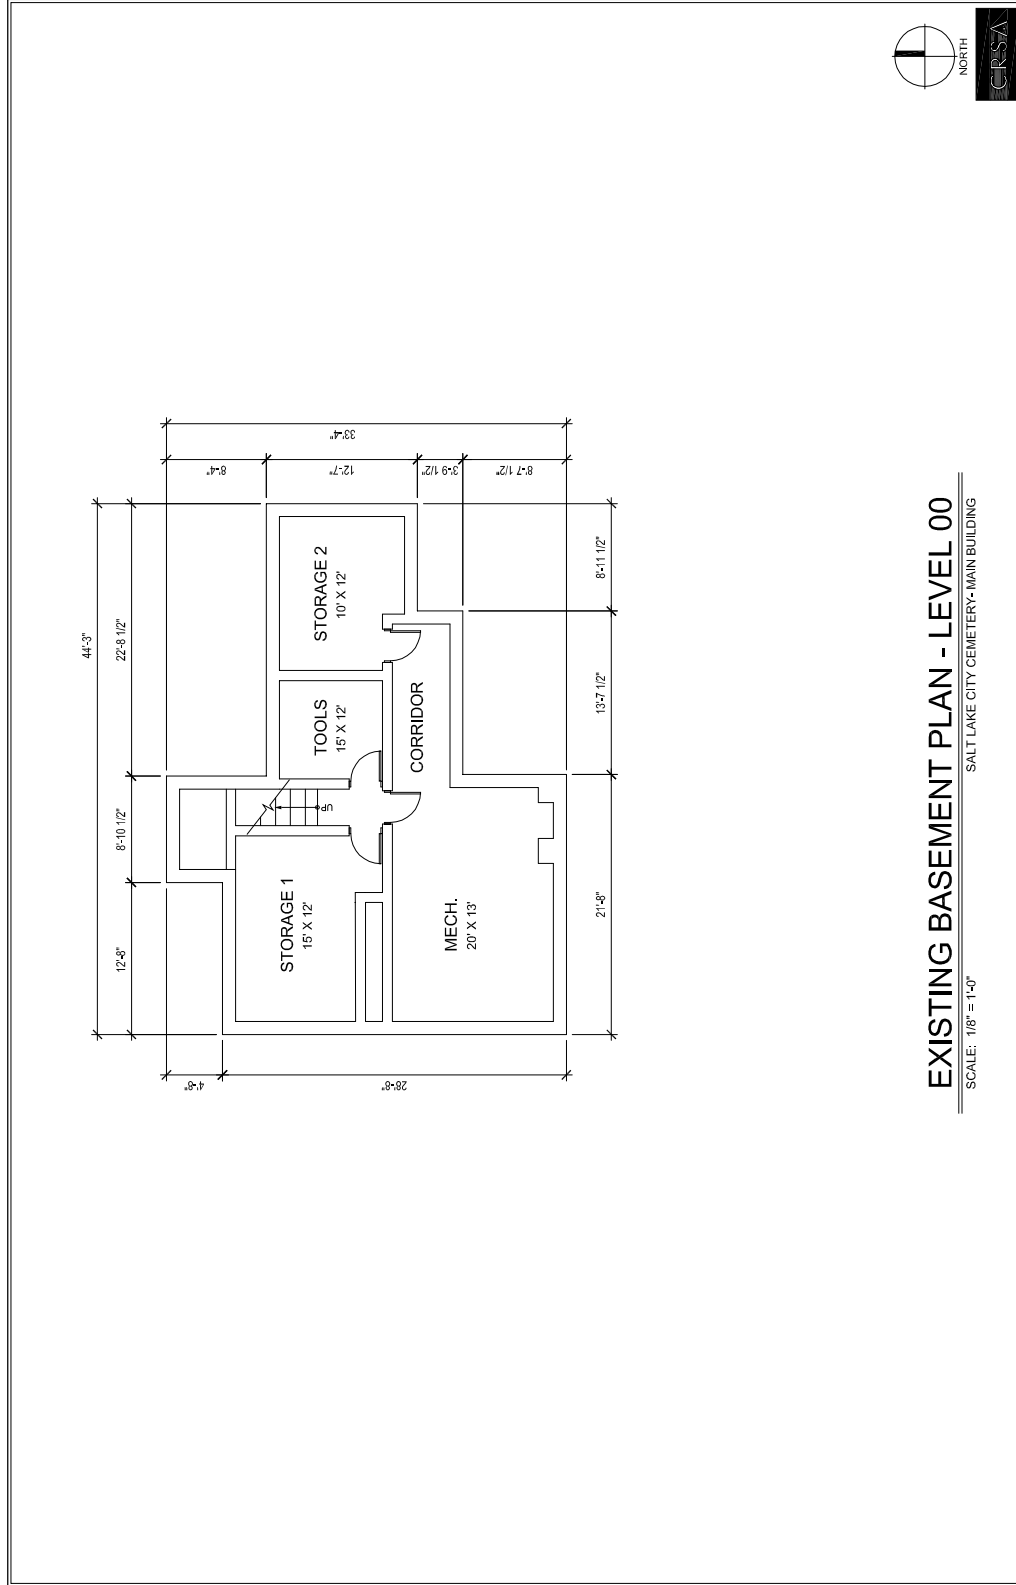 44'-3"
12'-8"
8'-10 1/2"
22'-8 1/2"
4'-8"
28'-8"
33'-4"
8'-4"
12'-7"
3'-9 1/2"
8'-7 1/2"
STORAGE 1
15' X 12'
UP
TOOLS
15' X 12'
STORAGE 2
10' X 12'
CORRIDOR
MECH.
20' X 13'
21'-8"
13'-7 1/2"
8'-11 1/2"
EXISTING BASEMENT PLAN - LEVEL 00
SCALE: 1/8" = 1'-0"
SALT LAKE CITY CEMETERY- MAIN BUILDING
NORTH
CRSA